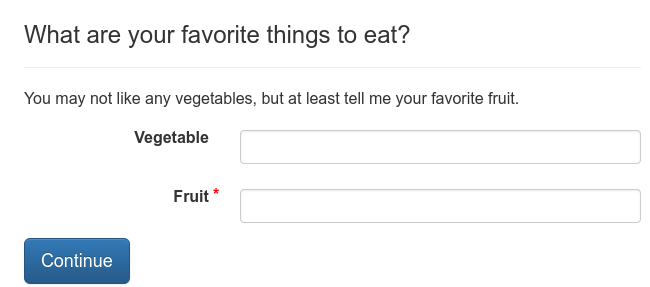 What are your favorite things to eat?
You may not like any vegetables, but at least tell me your favorite fruit.
Vegetable
Fruit *
Continue